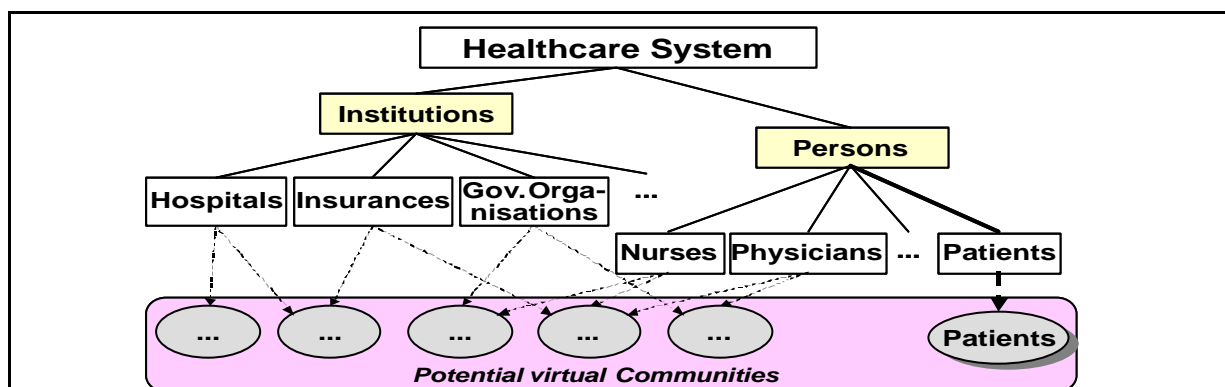 Healthcare System
Institutions
Persons
Hospitals
Insurances
Gov.Orga-
nisations
...
Nurses
Physicians
...
Patients
...
...
...
...
...
Patients
Potential virtual Communities